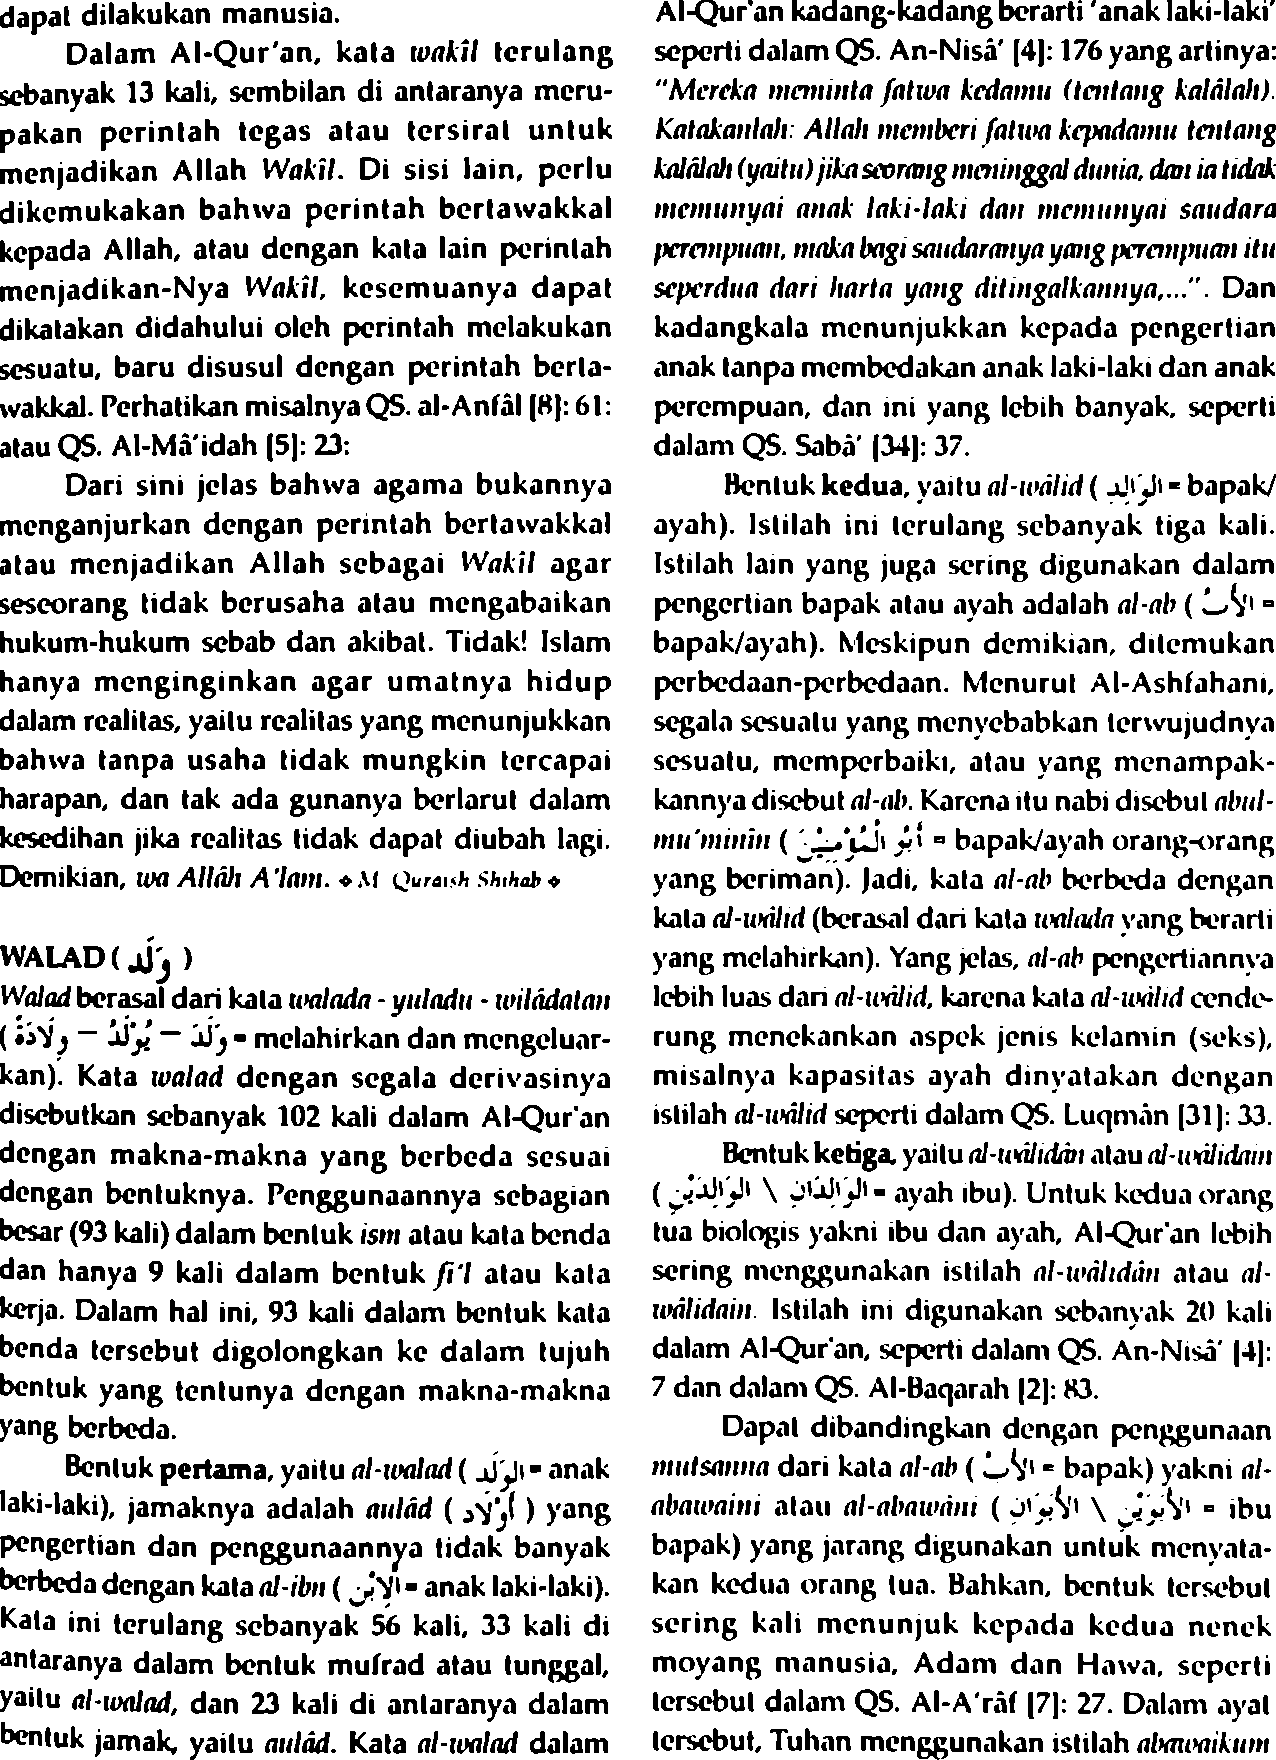 dapat dilakukan manusia.
Dalam Al-Qur'an, kata wakîl terulang
sebanyak 13 kali, sembilan di antaranya meru-
pakan perintah tegas atau tersirat untuk
menjadikan Allah Wakîl. Di sisi lain, perlu
dikemukakan bahwa perintah bertawakkal
kepada Allah, atau dengan kata lain perintah
menjadikan-Nya Wakîl, kesemuanya dapat
dikatakan didahului oleh perintah melakukan
sesuatu, baru disusul dengan perintah berta-
wakkal. Perhatikan misalnya QS. al-Anfâl [8]: 61:
atau QS. Al-Mâ'idah [5]: 23:
Dari sini jelas bahwa agama bukannya
menganjurkan dengan perintah bertawakkal
atau menjadikan Allah sebagai Wakîl agar
seseorang tidak berusaha atau mengabaikan
hukum-hukum sebab dan akibat. Tidak! Islam
hanya menginginkan agar umatnya hidup
dalam realitas, yaitu realitas yang menunjukkan
bahwa tanpa usaha tidak mungkin tercapai
harapan, dan tak ada gunanya berlarut dalam
kesedihan jika realitas tidak dapat diubah lagi.
Demikian, wa Allâh A'lam. ✦ M Quraish Shihab ✦
WALAD ( وَلَد )
Walad berasal dari kata walada - yuladu - wilâdatan
( وَلَدَ – يُوْلَدُ – وِلَادَةً = melahirkan dan mengeluar-
kan). Kata walad dengan segala derivasinya
disebutkan sebanyak 102 kali dalam Al-Qur'an
dengan makna-makna yang berbeda sesuai
dengan bentuknya. Penggunaannya sebagian
besar (93 kali) dalam bentuk ism atau kata benda
dan hanya 9 kali dalam bentuk fi'l atau kata
kerja. Dalam hal ini, 93 kali dalam bentuk kata
benda tersebut digolongkan ke dalam tujuh
bentuk yang tentunya dengan makna-makna
yang berbeda.
Bentuk pertama, yaitu al-walad ( الْوَلَد = anak
laki-laki), jamaknya adalah aulâd ( أَوْلَاد ) yang
pengertian dan penggunaannya tidak banyak
berbeda dengan kata al-ibn ( الْاِبْن = anak laki-laki).
Kata ini terulang sebanyak 56 kali, 33 kali di
antaranya dalam bentuk mufrad atau tunggal,
yaitu al-walad, dan 23 kali di antaranya dalam
bentuk jamak, yaitu aulâd. Kata al-walad dalam
Al-Qur'an kadang-kadang berarti 'anak laki-laki'
seperti dalam QS. An-Nisâ' [4]: 176 yang artinya:
"Mereka meminta fatwa kedamu (tentang kalâlah).
Katakanlah: Allah memberi fatwa kepadamu tentang
kalâlah (yaitu) jika seorang meninggal dunia, dan ia tidak
memunyai anak laki-laki dan memunyai saudara
perempuan, maka bagi saudaranya yang perempuan itu
seperdua dari harta yang ditingalkannya,...". Dan
kadangkala menunjukkan kepada pengertian
anak tanpa membedakan anak laki-laki dan anak
perempuan, dan ini yang lebih banyak, seperti
dalam QS. Sabâ' [34]: 37.
Bentuk kedua, yaitu al-wâlid ( الْوَالِد = bapak/
ayah). Istilah ini terulang sebanyak tiga kali.
Istilah lain yang juga sering digunakan dalam
pengertian bapak atau ayah adalah al-ab ( الْأَبُ =
bapak/ayah). Meskipun demikian, ditemukan
perbedaan-perbedaan. Menurut Al-Ashfahani,
segala sesuatu yang menyebabkan terwujudnya
sesuatu, memperbaiki, atau yang menampak-
kannya disebut al-ab. Karena itu nabi disebut abul-
mu'minîn ( أَبُو الْمُؤْمِنِيْنَ = bapak/ayah orang-orang
yang beriman). Jadi, kata al-ab berbeda dengan
kata al-wâlid (berasal dari kata walada yang berarti
yang melahirkan). Yang jelas, al-ab pengertiannya
lebih luas dari al-wâlid, karena kata al-wâlid cende-
rung menekankan aspek jenis kelamin (seks),
misalnya kapasitas ayah dinyatakan dengan
istilah al-wâlid seperti dalam QS. Luqmân [31]: 33.
Bentuk ketiga, yaitu al-wâlidân atau al-wâlidain
( الْوَالِدَانِ \ الْوَالِدَيْنِ = ayah ibu). Untuk kedua orang
tua biologis yakni ibu dan ayah, Al-Qur'an lebih
sering menggunakan istilah al-wâlidân atau al-
wâlidain. Istilah ini digunakan sebanyak 20 kali
dalam Al-Qur'an, seperti dalam QS. An-Nisâ' [4]:
7 dan dalam QS. Al-Baqarah [2]: 83.
Dapat dibandingkan dengan penggunaan
mutsanna dari kata al-ab ( الْأَبُ = bapak) yakni al-
abawaini atau al-abawâni ( الْأَبَوَانِ \ الْأَبَوَيْنِ = ibu
bapak) yang jarang digunakan untuk menyata-
kan kedua orang tua. Bahkan, bentuk tersebut
sering kali menunjuk kepada kedua nenek
moyang manusia, Adam dan Hawa, seperti
tersebut dalam QS. Al-A'râf [7]: 27. Dalam ayat
tersebut, Tuhan menggunakan istilah abawaikum